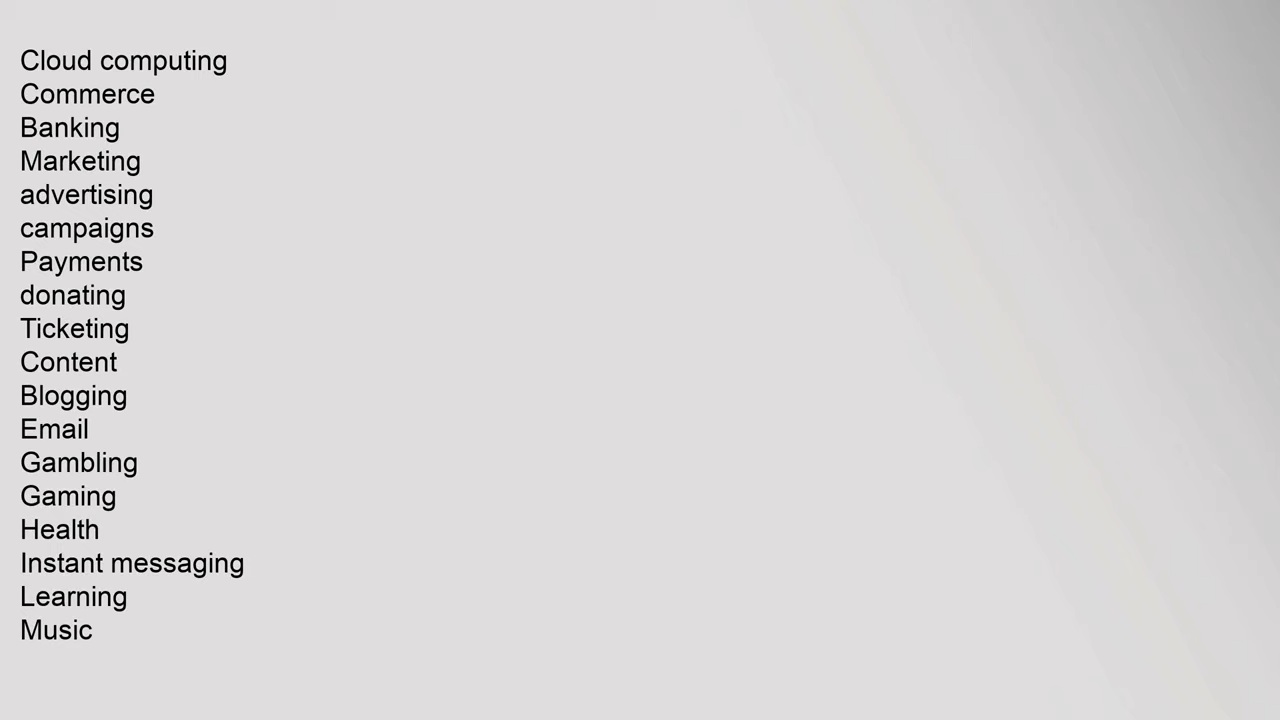 Cloud computing
Commerce
Banking
Marketing
advertising
campaigns
Payments
donating
Ticketing
Content
Blogging
Email
Gambling
Gaming
Health
Instant messaging
Learning
Music